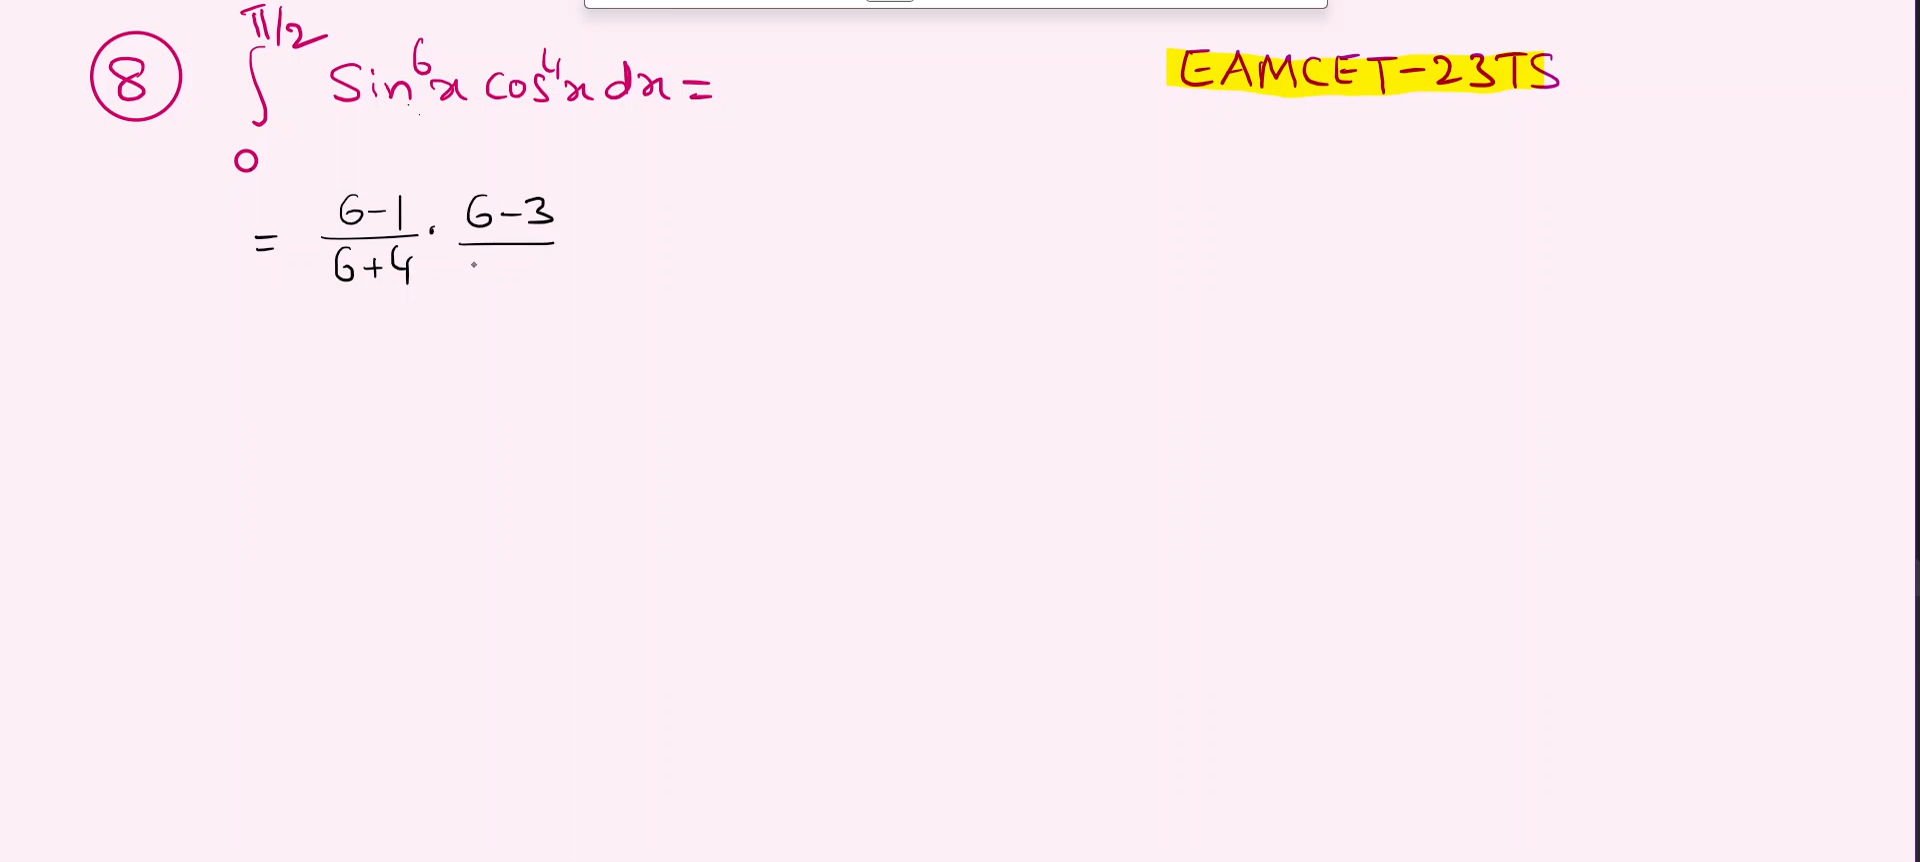 ⑧ ∫₀^{π/2} Sin⁶x cos⁴x dx = EAMCET-23TS
= (6-1)/(6+4) · (6-3)/